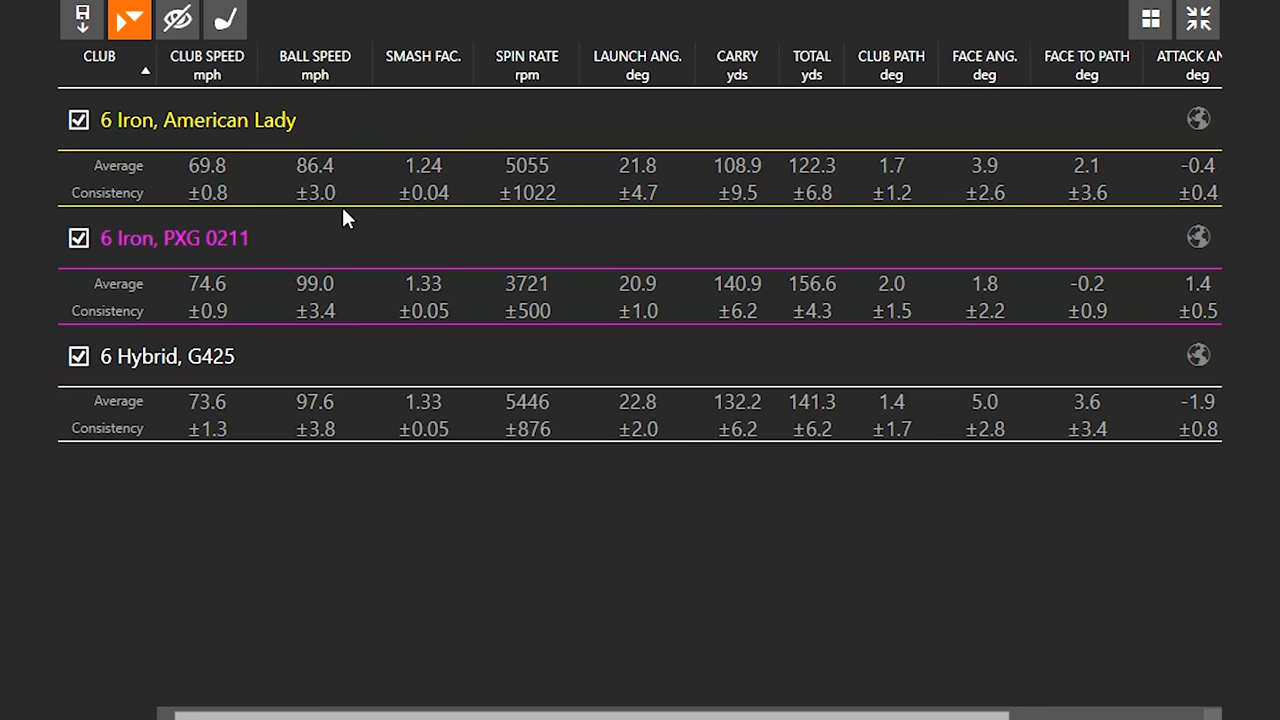 CLUB CLUB SPEED BALL SPEED SMASH FAC. SPIN RATE LAUNCH ANG. CARRY TOTAL CLUB PATH FACE ANG. FACE TO PATH ATTACK AN
mph mph rpm deg yds yds deg deg deg deg
6 Iron, American Lady
Average 69.8 86.4 1.24 5055 21.8 108.9 122.3 1.7 3.9 2.1 -0.4
Consistency ±0.8 ±3.0 ±0.04 ±1022 ±4.7 ±9.5 ±6.8 ±1.2 ±2.6 ±3.6 ±0.4
6 Iron, PXG 0211
Average 74.6 99.0 1.33 3721 20.9 140.9 156.6 2.0 1.8 -0.2 1.4
Consistency ±0.9 ±3.4 ±0.05 ±500 ±1.0 ±6.2 ±4.3 ±1.5 ±2.2 ±0.9 ±0.5
6 Hybrid, G425
Average 73.6 97.6 1.33 5446 22.8 132.2 141.3 1.4 5.0 3.6 -1.9
Consistency ±1.3 ±3.8 ±0.05 ±876 ±2.0 ±6.2 ±6.2 ±1.7 ±2.8 ±3.4 ±0.8